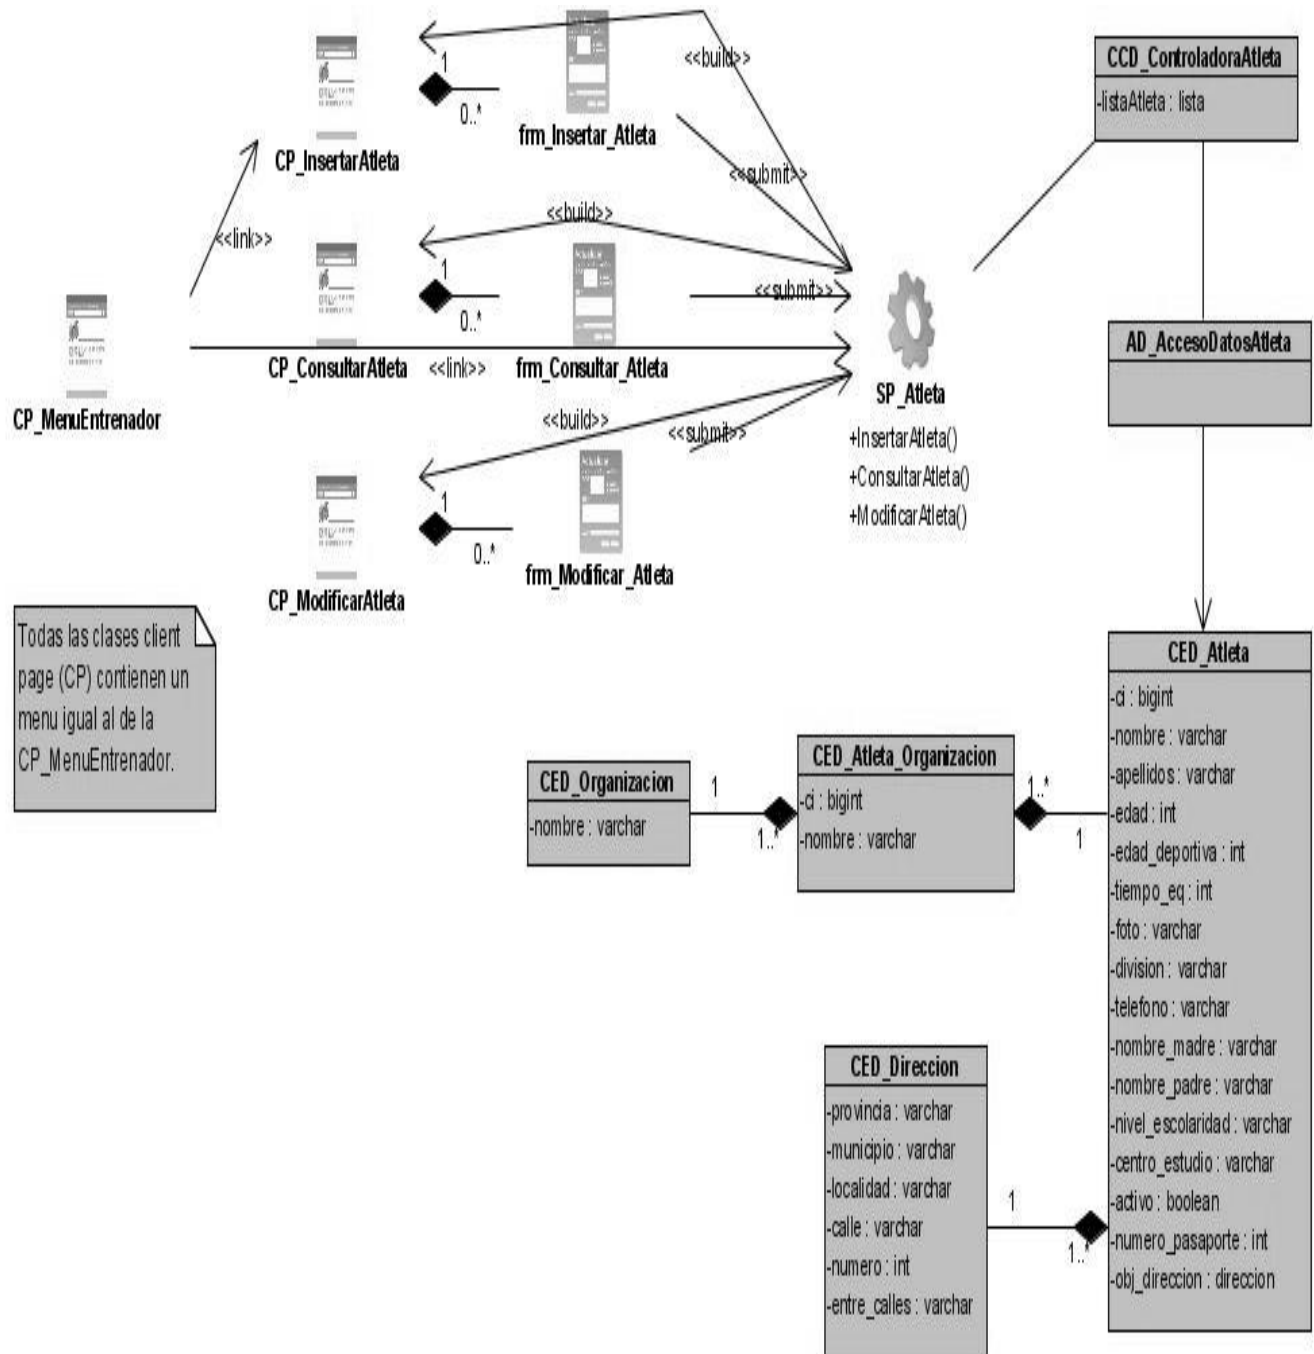 <<build>>
CCD_ControladoraAtleta
-listaAtleta : lista
1
0..*
frm_Insertar_Atleta
CP_InsertarAtleta
<<submit>>
<<build>>
<<link>>
1
0..*
<<submit>>
CP_MenuEntrenador
CP_ConsultarAtleta
<<link>>
frm_Consultar_Atleta
AD_AccesoDatosAtleta
SP_Atleta
+InsertarAtleta()
+ConsultarAtleta()
+ModificarAtleta()
<<build>>
<<submit>>
1
0..*
frm_Modificar_Atleta
CP_ModificarAtleta
Todas las clases client
page (CP) contienen un
menu igual al de la
CP_MenuEntrenador.
CED_Organizacion
-nombre : varchar
1
1..*
CED_Atleta_Organizacion
-ci : bigint
-nombre : varchar
1..*
1
CED_Atleta
-ci : bigint
-nombre : varchar
-apellidos : varchar
-edad : int
-edad_deportiva : int
-tiempo_eq : int
-foto : varchar
-division : varchar
-telefono : varchar
-nombre_madre : varchar
-nombre_padre : varchar
-nivel_escolaridad : varchar
-centro_estudio : varchar
-activo : boolean
-numero_pasaporte : int
-obj_direccion : direccion
CED_Direccion
-provincia : varchar
-municipio : varchar
-localidad : varchar
-calle : varchar
-numero : int
-entre_calles : varchar
1
1..*